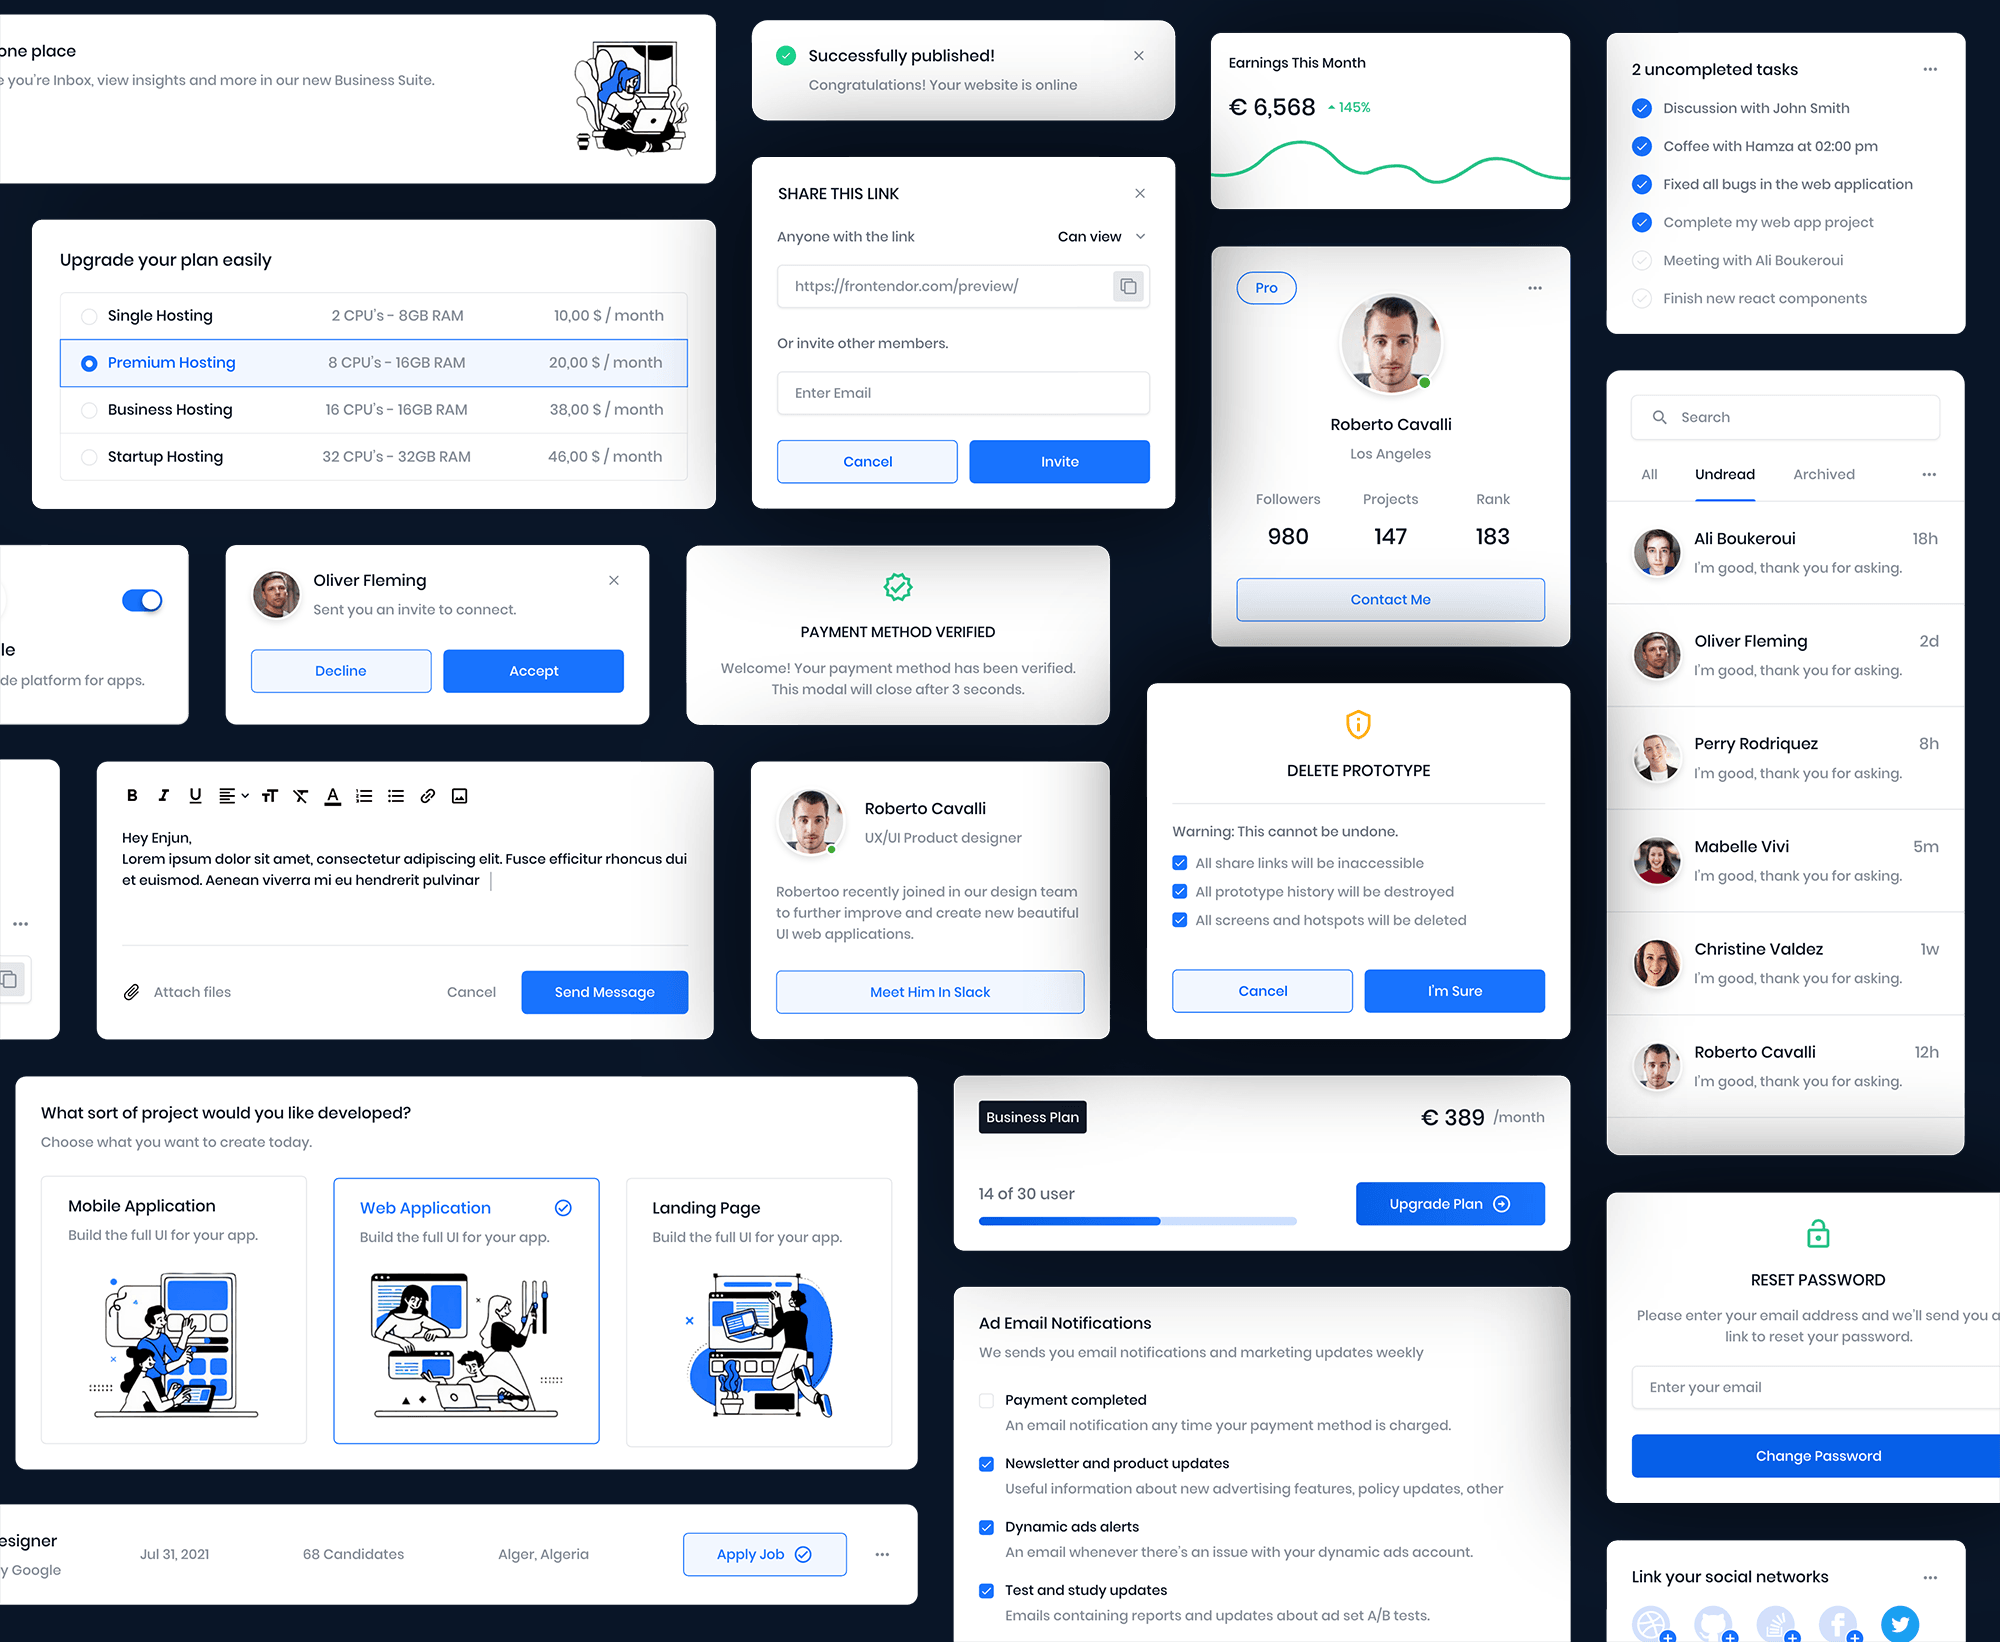 one place
you're Inbox, view insights and more in our new Business Suite.
Successfully published!
Congratulations! Your website is online
Earnings This Month
€ 6,568 145%
2 uncompleted tasks
Discussion with John Smith
Coffee with Hamza at 02:00 pm
Fixed all bugs in the web application
Complete my web app project
Meeting with Ali Boukeroui
Finish new react components
Upgrade your plan easily
Single Hosting 2 CPU's - 8GB RAM 10,00 $ / month
Premium Hosting 8 CPU's - 16GB RAM 20,00 $ / month
Business Hosting 16 CPU's - 16GB RAM 38,00 $ / month
Startup Hosting 32 CPU's - 32GB RAM 46,00 $ / month
SHARE THIS LINK
Anyone with the link Can view
https://frontendor.com/preview/
Or invite other members.
Enter Email
Cancel Invite
Pro
Roberto Cavalli
Los Angeles
Followers Projects Rank
980 147 183
Contact Me
Search
All Undread Archived
Ali Boukeroui 18h
I'm good, thank you for asking.
Oliver Fleming 2d
I'm good, thank you for asking.
Perry Rodriquez 8h
I'm good, thank you for asking.
Mabelle Vivi 5m
I'm good, thank you for asking.
Christine Valdez 1w
I'm good, thank you for asking.
Roberto Cavalli 12h
I'm good, thank you for asking.
le
de platform for apps.
Oliver Fleming
Sent you an invite to connect.
Decline Accept
PAYMENT METHOD VERIFIED
Welcome! Your payment method has been verified.
This modal will close after 3 seconds.
Hey Enjun,
Lorem ipsum dolor sit amet, consectetur adipiscing elit. Fusce efficitur rhoncus dui
et euismod. Aenean viverra mi eu hendrerit pulvinar
Attach files Cancel Send Message
Roberto Cavalli
UX/UI Product designer
Robertoo recently joined in our design team
to further improve and create new beautiful
UI web applications.
Meet Him In Slack
DELETE PROTOTYPE
Warning: This cannot be undone.
All share links will be inaccessible
All prototype history will be destroyed
All screens and hotspots will be deleted
Cancel I'm Sure
What sort of project would you like developed?
Choose what you want to create today.
Mobile Application
Build the full UI for your app.
Web Application
Build the full UI for your app.
Landing Page
Build the full UI for your app.
Business Plan € 389 /month
14 of 30 user
Upgrade Plan
RESET PASSWORD
Please enter your email address and we'll send you a
link to reset your password.
Enter your email
Change Password
Ad Email Notifications
We sends you email notifications and marketing updates weekly
Payment completed
An email notification any time your payment method is charged.
Newsletter and product updates
Useful information about new advertising features, policy updates, other
Dynamic ads alerts
An email whenever there's an issue with your dynamic ads account.
Test and study updates
Emails containing reports and updates about ad set A/B tests.
esigner
y Google
Jul 31, 2021 68 Candidates Alger, Algeria Apply Job
Link your social networks